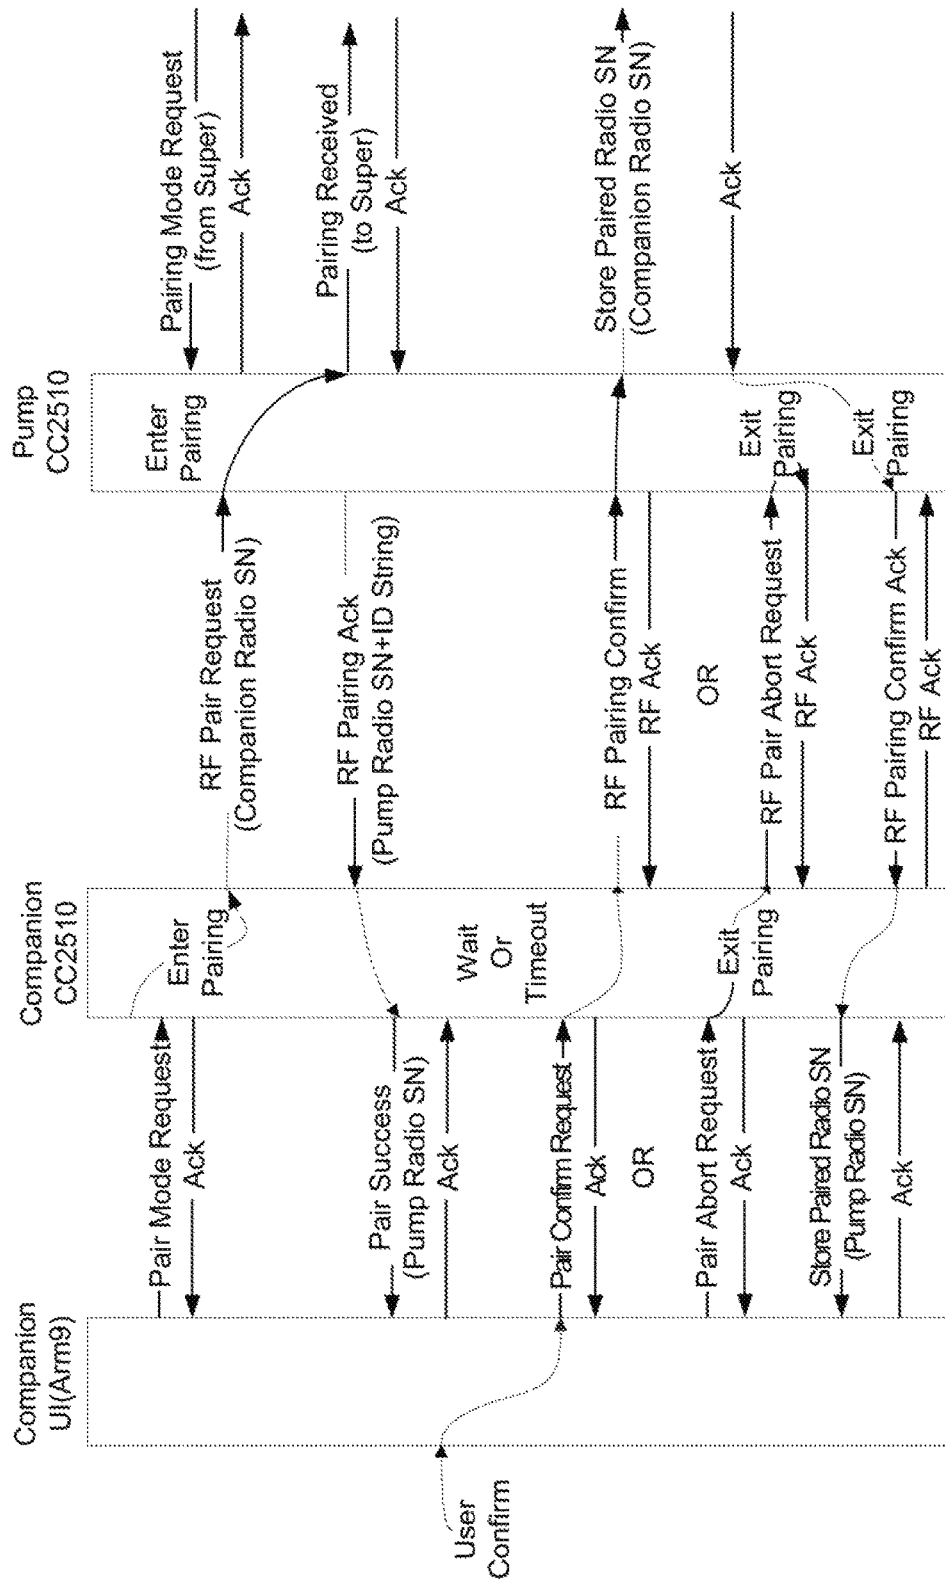 Companion
UI(Arm9)
Companion
CC2510
Pump
CC2510
User
Confirm
Pair Mode Request
Ack
Pair Success
(Pump Radio SN)
Ack
Pair Confirm Request
Ack
OR
Pair Abort Request
Ack
Store Paired Radio SN
(Pump Radio SN)
Ack
Enter
Pairing
Wait
Or
Timeout
Exit
Pairing
RF Pair Request
(Companion Radio SN)
RF Pairing Ack
(Pump Radio SN+ID String)
RF Pairing Confirm
RF Ack
OR
RF Pair Abort Request
RF Ack
RF Pairing Confirm Ack
RF Ack
Enter
Pairing
Exit
Pairing
Exit
Pairing
Pairing Mode Request
(from Super)
Ack
Pairing Received
(to Super)
Ack
Store Paired Radio SN
(Companion Radio SN)
Ack